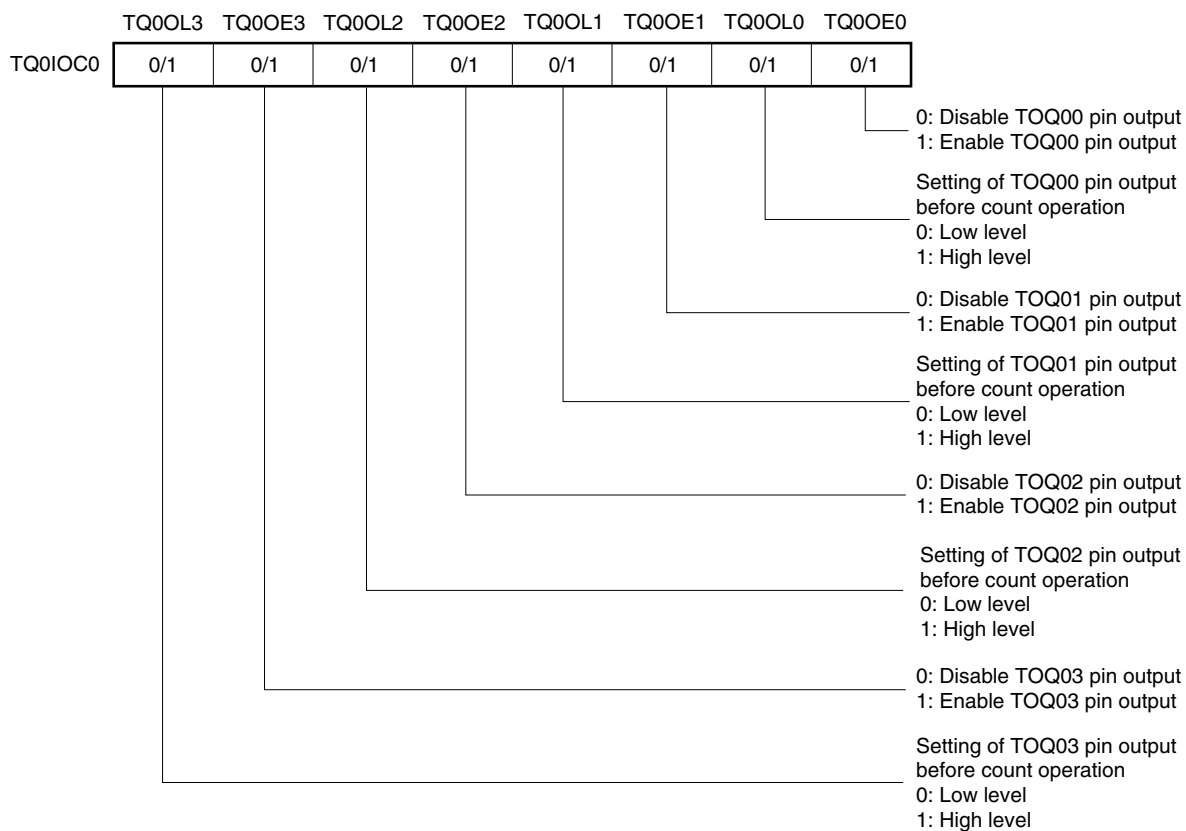 TQ0OL3 TQ0OE3 TQ0OL2 TQ0OE2 TQ0OL1 TQ0OE1 TQ0OL0 TQ0OE0
TQ0IOC0 0/1 0/1 0/1 0/1 0/1 0/1 0/1 0/1
0: Disable TOQ00 pin output
1: Enable TOQ00 pin output
Setting of TOQ00 pin output
before count operation
0: Low level
1: High level
0: Disable TOQ01 pin output
1: Enable TOQ01 pin output
Setting of TOQ01 pin output
before count operation
0: Low level
1: High level
0: Disable TOQ02 pin output
1: Enable TOQ02 pin output
Setting of TOQ02 pin output
before count operation
0: Low level
1: High level
0: Disable TOQ03 pin output
1: Enable TOQ03 pin output
Setting of TOQ03 pin output
before count operation
0: Low level
1: High level